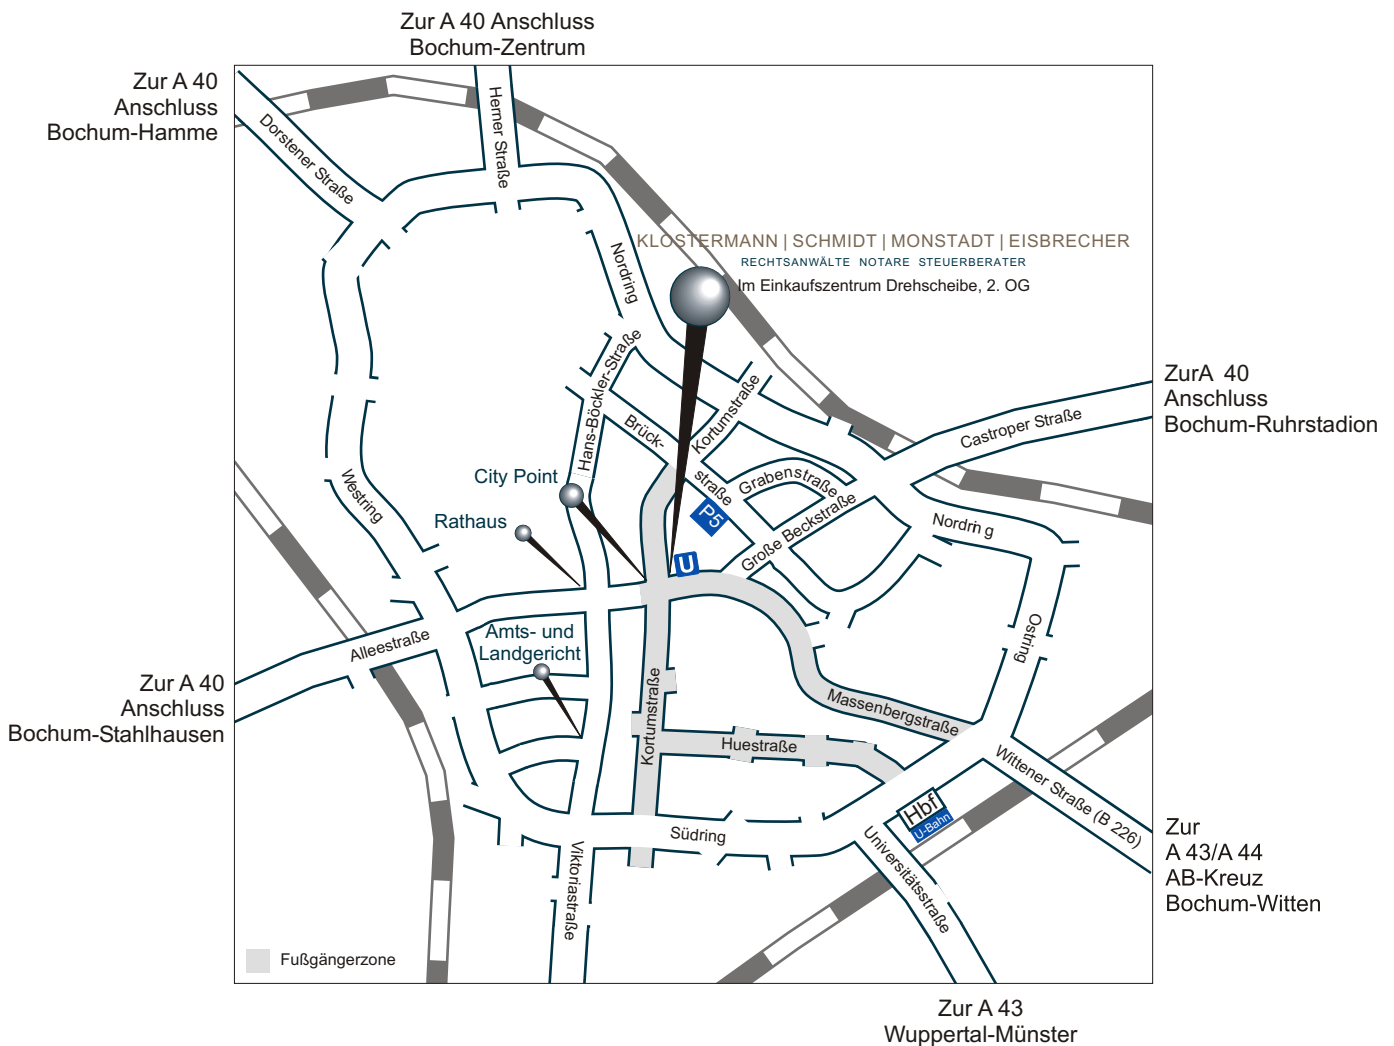 Zur A 40 Anschluss
Bochum-Zentrum
Zur A 40
Anschluss
Bochum-Hamme
Dorstener Straße
Herner Straße
Nordring
KLOSTERMANN | SCHMIDT | MONSTADT | EISBRECHER
RECHTSANWÄLTE NOTARE STEUERBERATER
Im Einkaufszentrum Drehscheibe, 2. OG
Hans-Böckler-Straße
Kortumstraße
Brück-
straße
ZurA 40
Anschluss
Bochum-Ruhrstadion
Castroper Straße
City Point
Grabenstraße
Rathaus
P5
Große Beckstraße
Westring
Nordrin g
U
Alleestraße
Amts- und
Landgericht
Ostring
Zur A 40
Anschluss
Bochum-Stahlhausen
Kortumstraße
Massenbergstraße
Huestraße
Wittener Straße (B 226)
Hbf
U-Bahn
Südring
Zur
A 43/A 44
AB-Kreuz
Bochum-Witten
Viktoriastraße
Universitätsstraße
Fußgängerzone
Zur A 43
Wuppertal-Münster